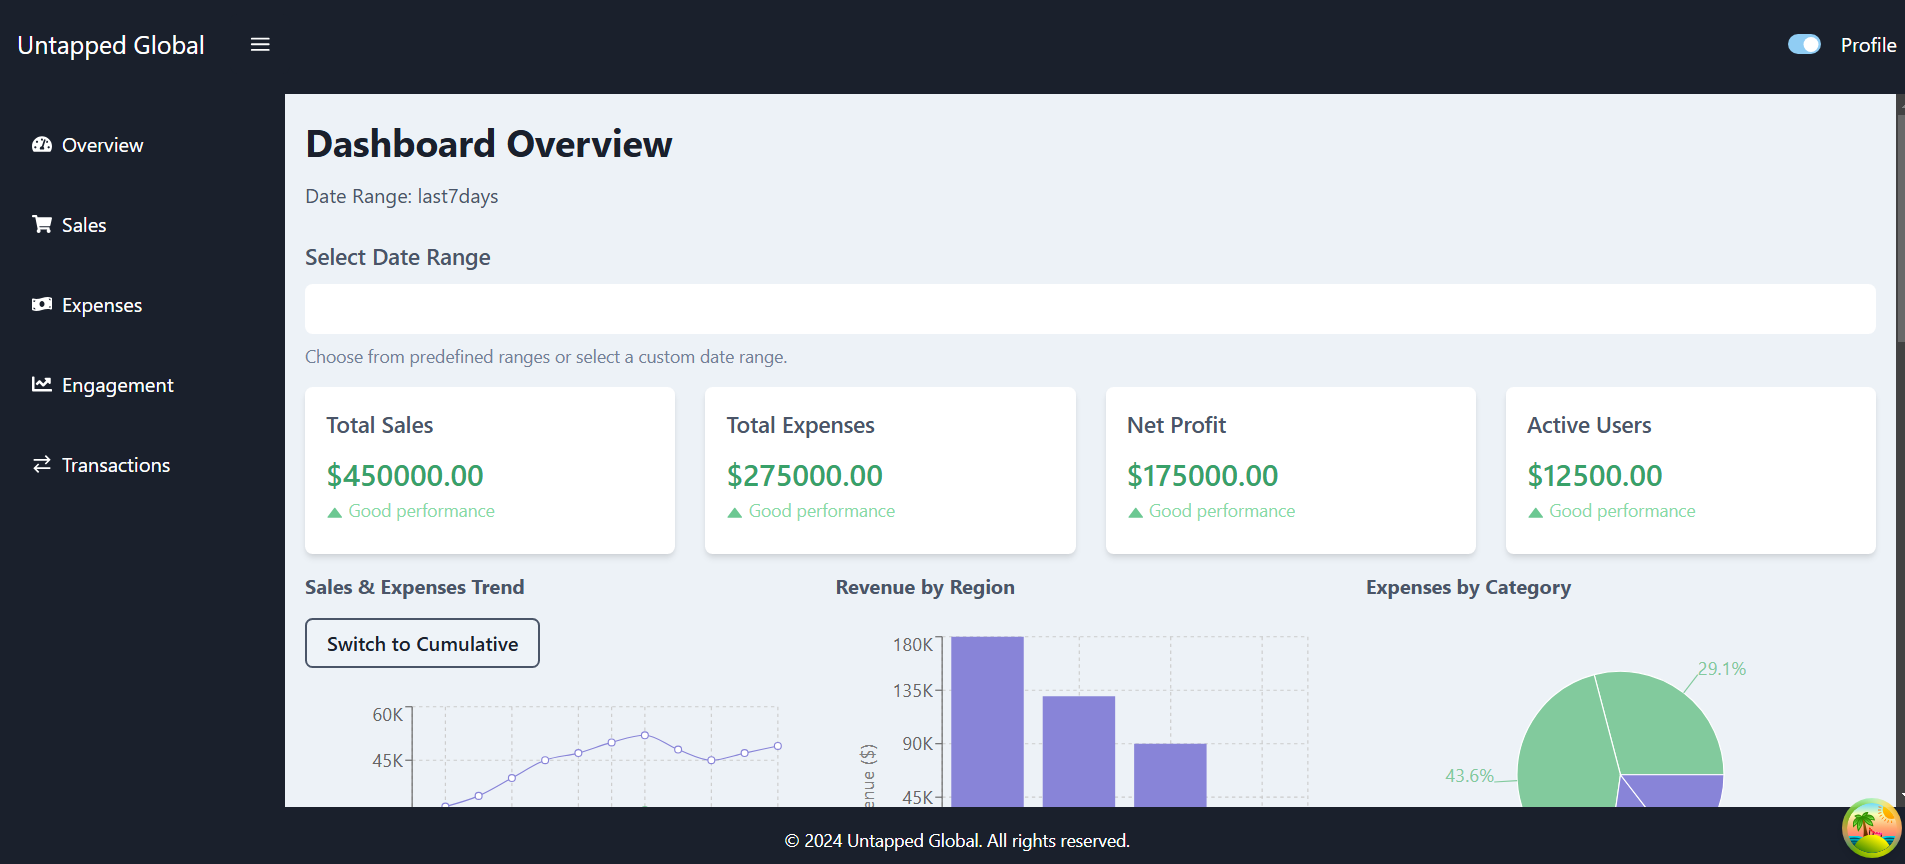 Untapped Global
Profile
Overview
Sales
Expenses
Engagement
Transactions
Dashboard Overview
Date Range: last7days
Select Date Range
Choose from predefined ranges or select a custom date range.
Total Sales
$450000.00
Good performance
Total Expenses
$275000.00
Good performance
Net Profit
$175000.00
Good performance
Active Users
$12500.00
Good performance
Sales & Expenses Trend
Switch to Cumulative
60K
45K
Revenue by Region
180K
135K
90K
45K
enue ($)
Expenses by Category
29.1%
43.6%
© 2024 Untapped Global. All rights reserved.